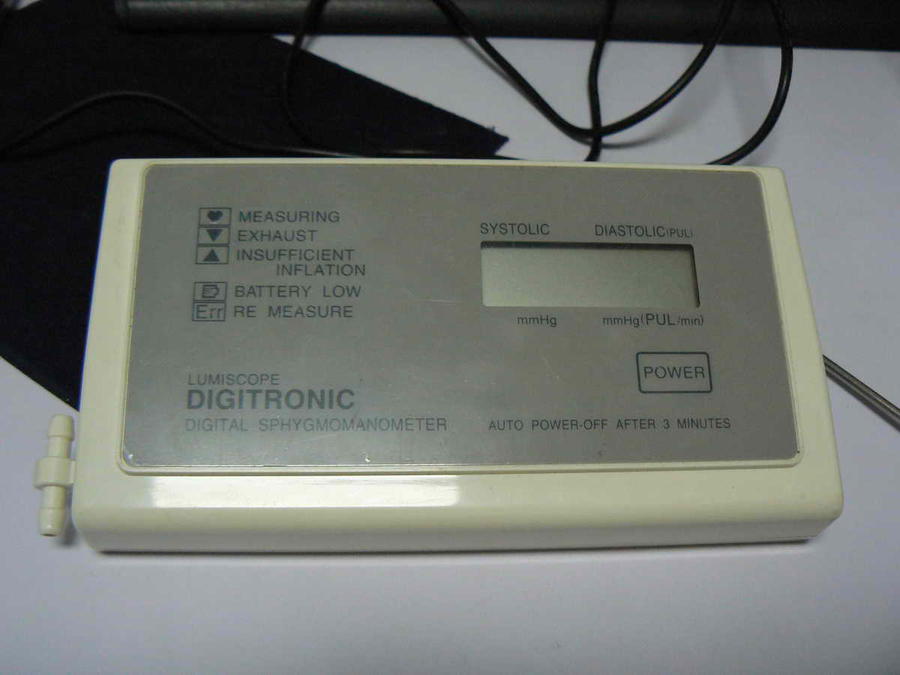 MEASURING
EXHAUST
INSUFFICIENT
INFLATION
BATTERY LOW
Err RE MEASURE
SYSTOLIC DIASTOLIC(PUL)
mmHg mmHg(PUL/min)
POWER
LUMISCOPE
DIGITRONIC
DIGITAL SPHYGMOMANOMETER
AUTO POWER-OFF AFTER 3 MINUTES